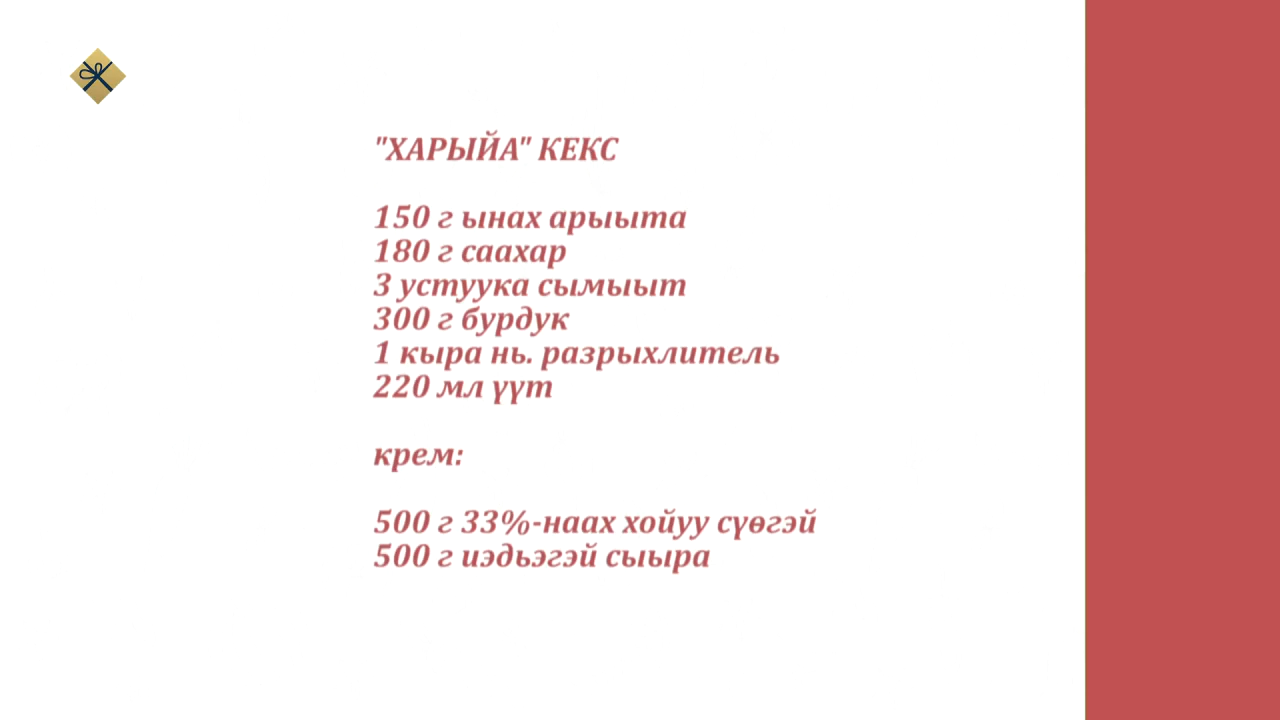 "ХАРЫЙА" КЕКС
150 г ынах арыыта
180 г саахар
3 устуука сымыыт
300 г бурдук
1 кыра нь. разрыхлитель
220 мл үүт
крем:
500 г 33%-наах хойуу сүөгэй
500 г иэдьэгэй сыыра